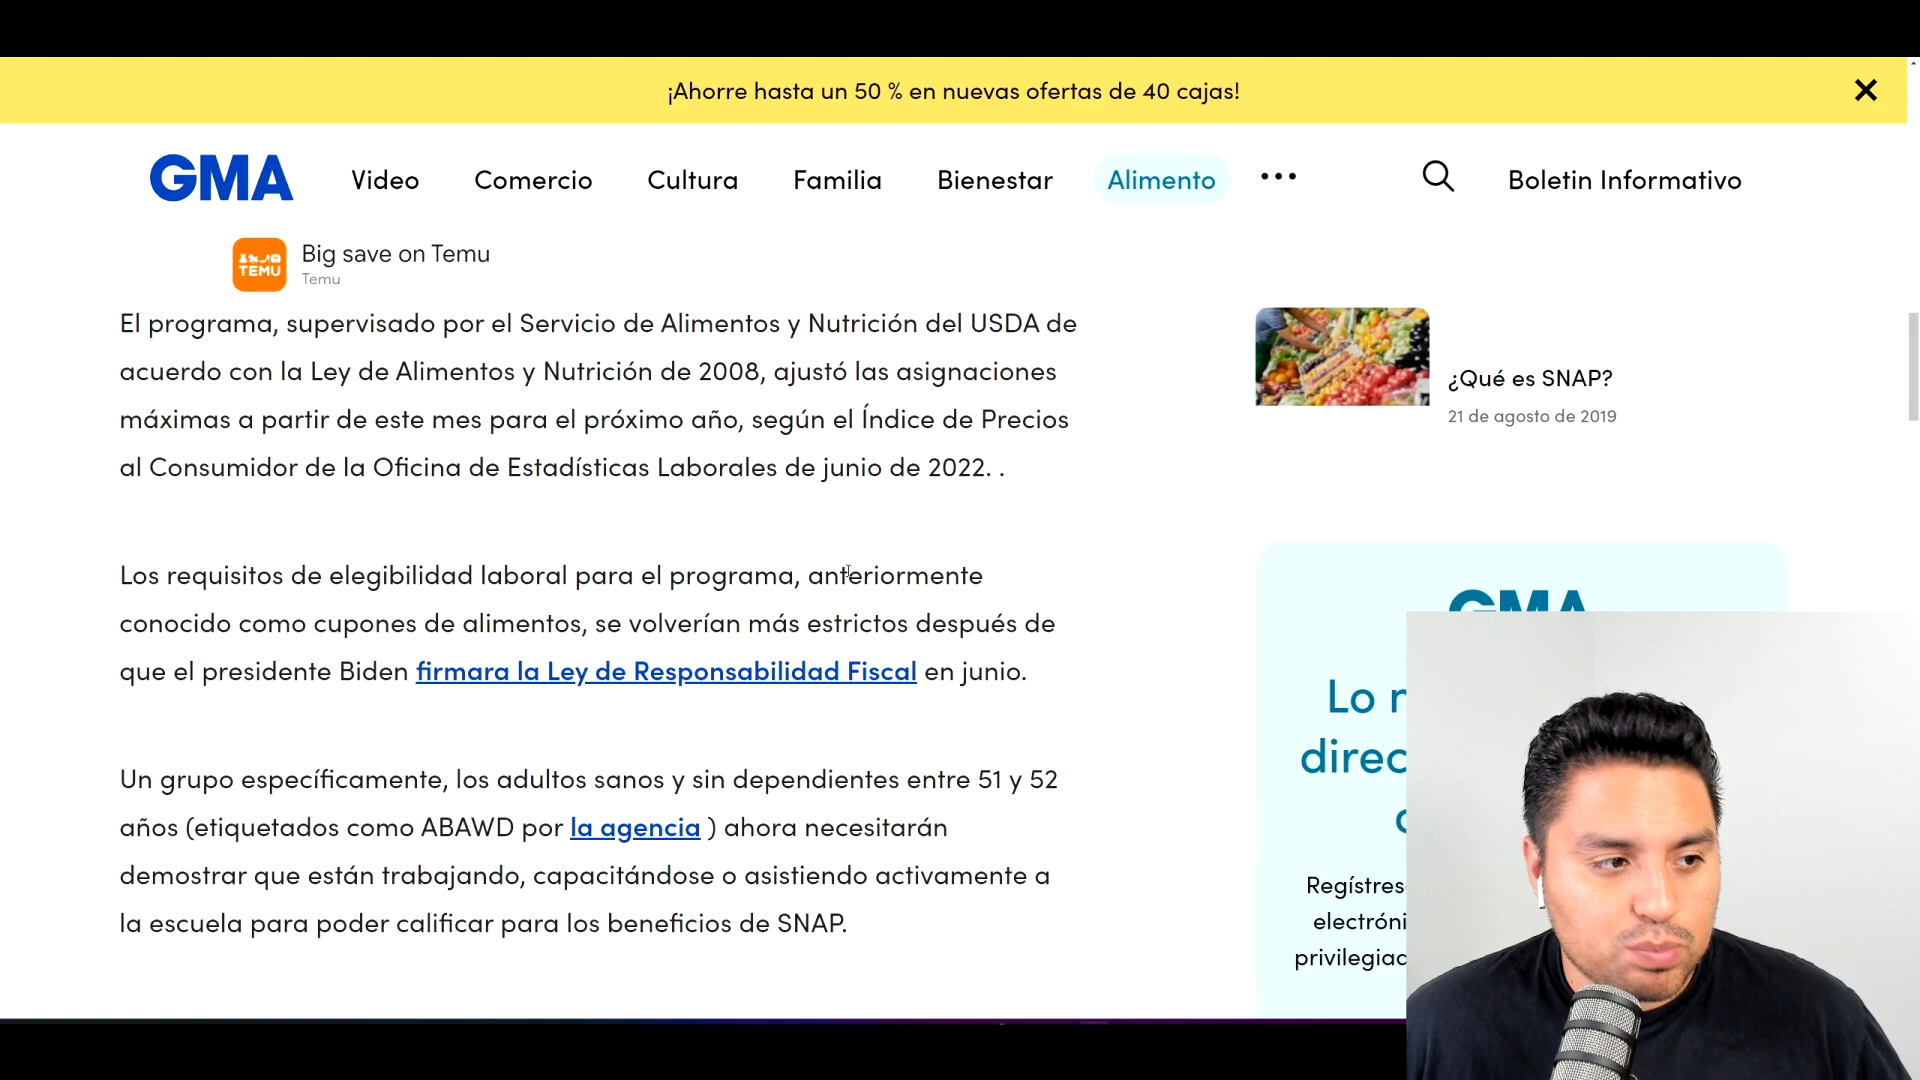 ¡Ahorre hasta un 50 % en nuevas ofertas de 40 cajas!
GMA
Video
Comercio
Cultura
Familia
Bienestar
Alimento
Boletin Informativo
TEMU
Big save on Temu
Temu
El programa, supervisado por el Servicio de Alimentos y Nutrición del USDA de
acuerdo con la Ley de Alimentos y Nutrición de 2008, ajustó las asignaciones
máximas a partir de este mes para el próximo año, según el Índice de Precios
al Consumidor de la Oficina de Estadísticas Laborales de junio de 2022. .
Los requisitos de elegibilidad laboral para el programa, anteriormente
conocido como cupones de alimentos, se volverían más estrictos después de
que el presidente Biden firmara la Ley de Responsabilidad Fiscal en junio.
Un grupo específicamente, los adultos sanos y sin dependientes entre 51 y 52
años (etiquetados como ABAWD por la agencia ) ahora necesitarán
demostrar que están trabajando, capacitándose o asistiendo activamente a
la escuela para poder calificar para los beneficios de SNAP.
¿Qué es SNAP?
21 de agosto de 2019
GMA
Lo
direc
Regístres
electróni
privilegiad